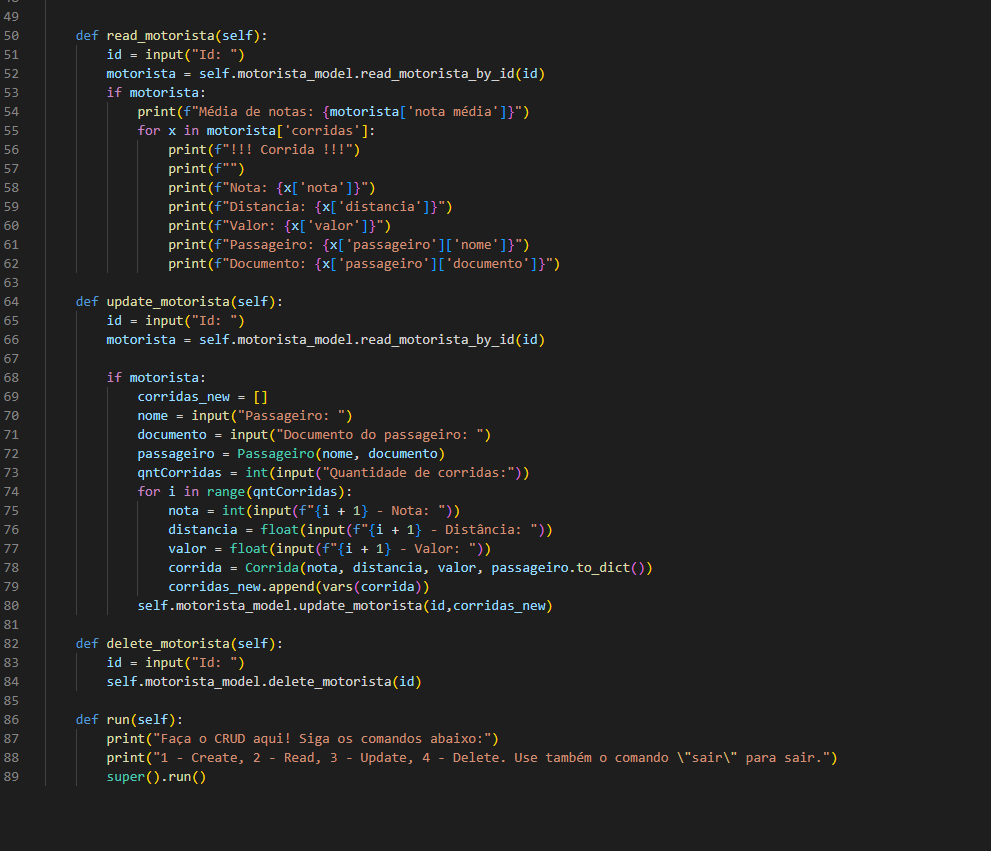 49
50 def read_motorista(self):
51 id = input("Id: ")
52 motorista = self.motorista_model.read_motorista_by_id(id)
53 if motorista:
54 print(f"Média de notas: {motorista['nota média']}")
55 for x in motorista['corridas']:
56 print(f"!!! Corrida !!!")
57 print(f"")
58 print(f"Nota: {x['nota']}")
59 print(f"Distancia: {x['distancia']}")
60 print(f"Valor: {x['valor']}")
61 print(f"Passageiro: {x['passageiro']['nome']}")
62 print(f"Documento: {x['passageiro']['documento']}")
63
64 def update_motorista(self):
65 id = input("Id: ")
66 motorista = self.motorista_model.read_motorista_by_id(id)
67
68 if motorista:
69 corridas_new = []
70 nome = input("Passageiro: ")
71 documento = input("Documento do passageiro: ")
72 passageiro = Passageiro(nome, documento)
73 qntCorridas = int(input("Quantidade de corridas:"))
74 for i in range(qntCorridas):
75 nota = int(input(f"{i + 1} - Nota: "))
76 distancia = float(input(f"{i + 1} - Distância: "))
77 valor = float(input(f"{i + 1} - Valor: "))
78 corrida = Corrida(nota, distancia, valor, passageiro.to_dict())
79 corridas_new.append(vars(corrida))
80 self.motorista_model.update_motorista(id,corridas_new)
81
82 def delete_motorista(self):
83 id = input("Id: ")
84 self.motorista_model.delete_motorista(id)
85
86 def run(self):
87 print("Faça o CRUD aqui! Siga os comandos abaixo:")
88 print("1 - Create, 2 - Read, 3 - Update, 4 - Delete. Use também o comando \"sair\" para sair.")
89 super().run()